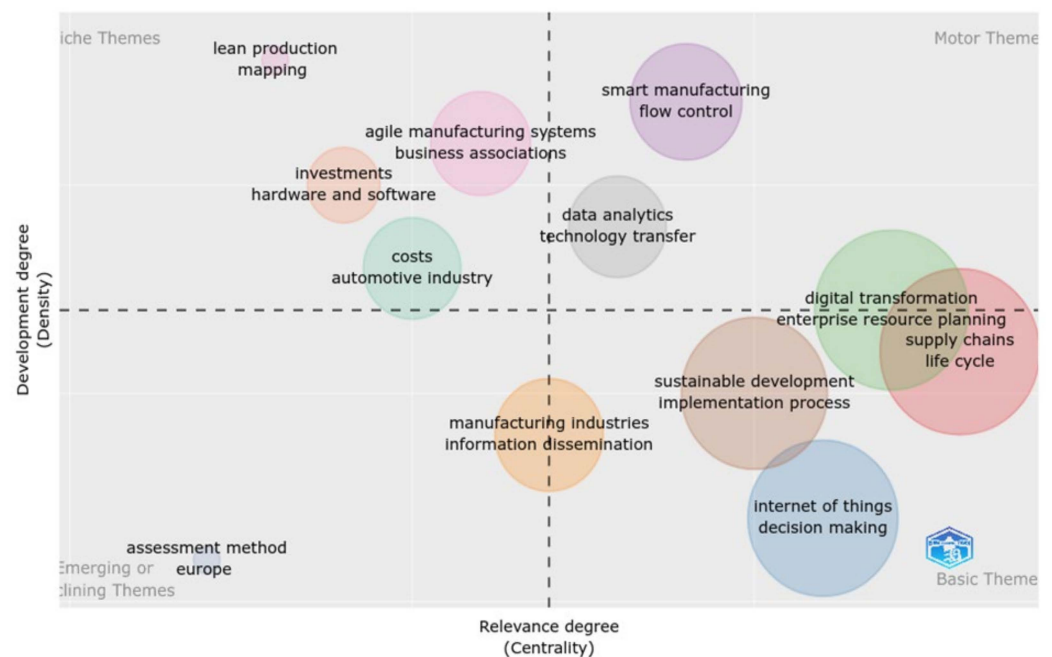 iche Themes
Motor Theme
lean production
mapping
smart manufacturing
flow control
agile manufacturing systems
business associations
investments
hardware and software
data analytics
technology transfer
costs
automotive industry
digital transformation
enterprise resource planning
supply chains
life cycle
sustainable development
implementation process
manufacturing industries
information dissemination
internet of things
decision making
assessment method
europe
Emerging or
clining Themes
Basic Theme
Development degree
(Density)
Relevance degree
(Centrality)